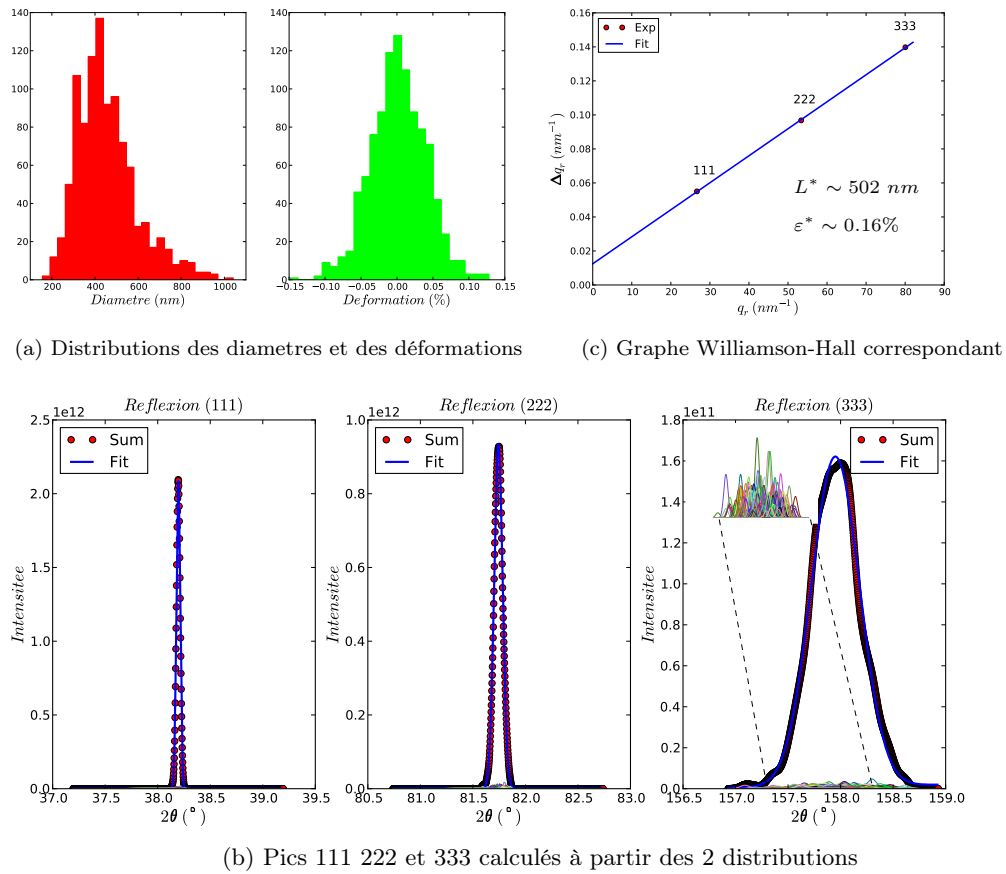 140
120
100
80
60
40
20
0
200 400 600 800 1000
Diametre (nm)
140
120
100
80
60
40
20
0
−0.15 −0.10 −0.05 0.00 0.05 0.10 0.15
Deformation (%)
(a) Distributions des diametres et des déformations
0.16
0.14
0.12
0.10
0.08
0.06
0.04
0.02
0.00
Δq_r (nm⁻¹)
Exp
Fit
111
222
333
L* ∼ 502 nm
ε* ∼ 0.16%
0 10 20 30 40 50 60 70 80 90
q_r (nm⁻¹)
(c) Graphe Williamson-Hall correspondant
1e12
Reflexion (111)
Sum
Fit
2.5
2.0
1.5
1.0
0.5
0.0
Intensitee
37.0 37.5 38.0 38.5 39.0 39.5
2θ (°)
1e12
Reflexion (222)
Sum
Fit
1.0
0.8
0.6
0.4
0.2
0.0
Intensitee
80.5 81.0 81.5 82.0 82.5 83.0
2θ (°)
1e11
Reflexion (333)
Sum
Fit
1.8
1.6
1.4
1.2
1.0
0.8
0.6
0.4
0.2
0.0
Intensitee
156.5 157.0 157.5 158.0 158.5 159.0
2θ (°)
(b) Pics 111 222 et 333 calculés à partir des 2 distributions